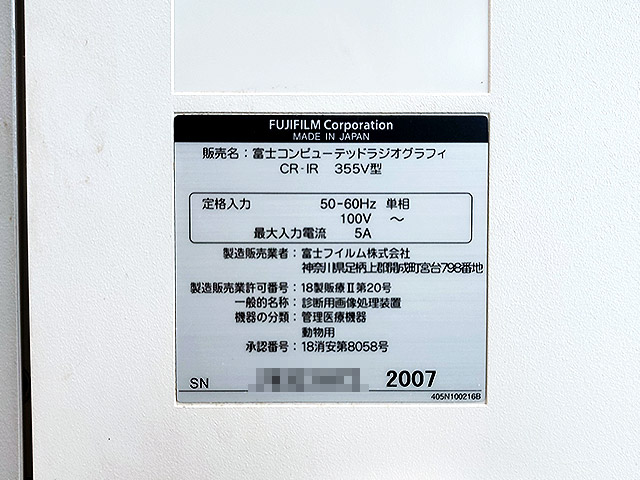 FUJIFILM Corporation
MADE IN JAPAN
販売名：富士コンピューテッドラジオグラフィ
CR-IR 355V型
定格入力 50-60Hz 単相
100V ～
最大入力電流 5A
製造販売業者：富士フイルム株式会社
神奈川県足柄上郡開成町宮台798番地
製造販売業許可番号：18製販療Ⅱ第20号
一般的名称：診断用画像処理装置
機器の分類：管理医療機器
動物用
承認番号：18消安第8058号
SN 2007
405N100216B